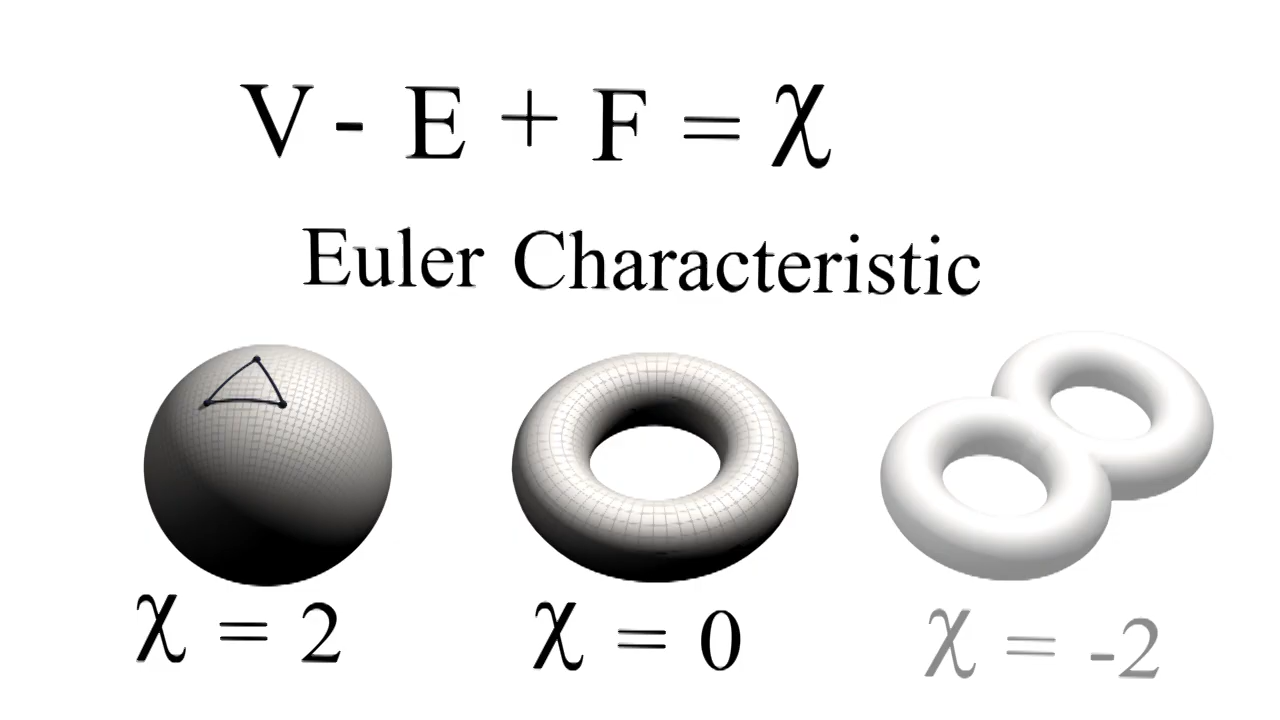 V - E + F = χ
Euler Characteristic
χ = 2
χ = 0
χ = -2